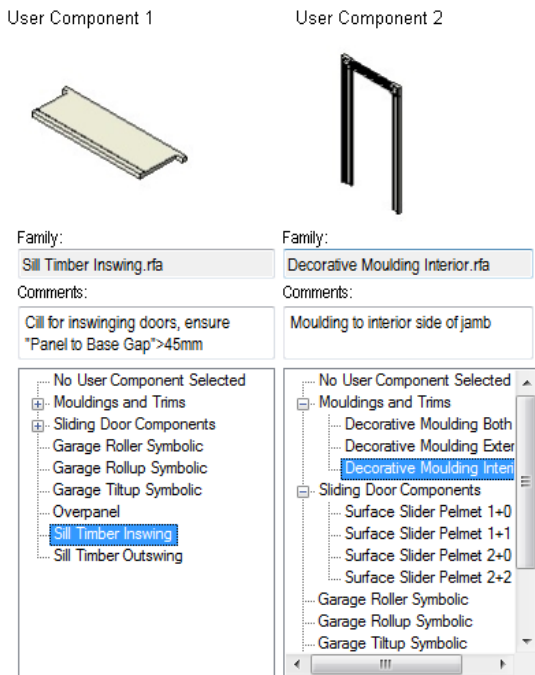 User Component 1
User Component 2
Family:
Sill Timber Inswing.rfa
Comments:
Cill for inswinging doors, ensure
"Panel to Base Gap">45mm
No User Component Selected
Mouldings and Trims
Sliding Door Components
Garage Roller Symbolic
Garage Rollup Symbolic
Garage Tiltup Symbolic
Overpanel
Sill Timber Inswing
Sill Timber Outswing
Family:
Decorative Moulding Interior.rfa
Comments:
Moulding to interior side of jamb
No User Component Selected
Mouldings and Trims
Decorative Moulding Both
Decorative Moulding Exter
Decorative Moulding Interi
Sliding Door Components
Surface Slider Pelmet 1+0
Surface Slider Pelmet 1+1
Surface Slider Pelmet 2+0
Surface Slider Pelmet 2+2
Garage Roller Symbolic
Garage Rollup Symbolic
Garage Tiltup Symbolic